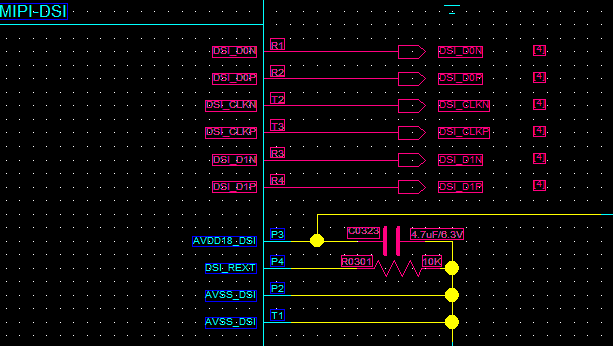 MIPI-DSI
DSI_D0N R1 DSI_D0N [4]
DSI_D0P R2 DSI_D0P [4]
DSI_CLKN T2 DSI_CLKN [4]
DSI_CLKP T3 DSI_CLKP [4]
DSI_D1N R3 DSI_D1N [4]
DSI_D1P R4 DSI_D1P [4]
C0323 4.7uF/6.3V
AVDD18_DSI P3
DSI_REXT P4 R0301 10K
AVSS_DSI P2
AVSS_DSI T1